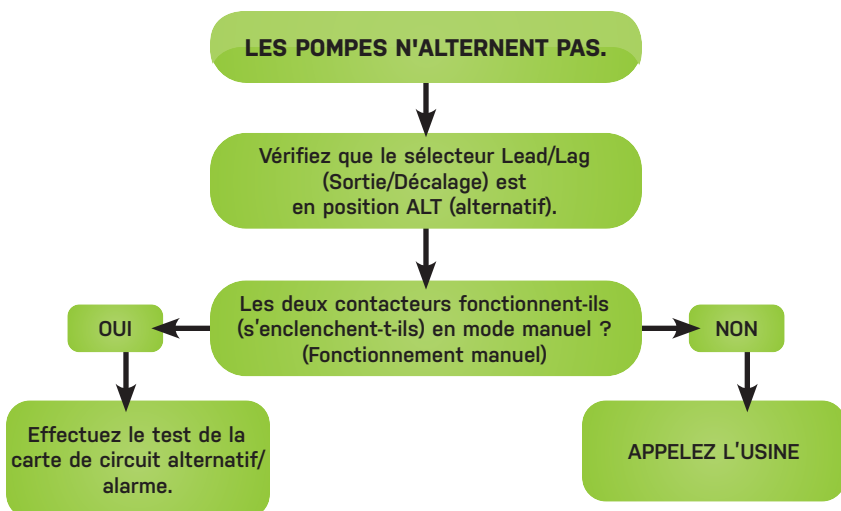 LES POMPES N'ALTERNENT PAS.
Vérifiez que le sélecteur Lead/Lag
(Sortie/Décalage) est
en position ALT (alternatif).
Les deux contacteurs fonctionnent-ils
(s'enclenchent-t-ils) en mode manuel ?
(Fonctionnement manuel)
OUI
NON
Effectuez le test de la
carte de circuit alternatif/
alarme.
APPELEZ L'USINE